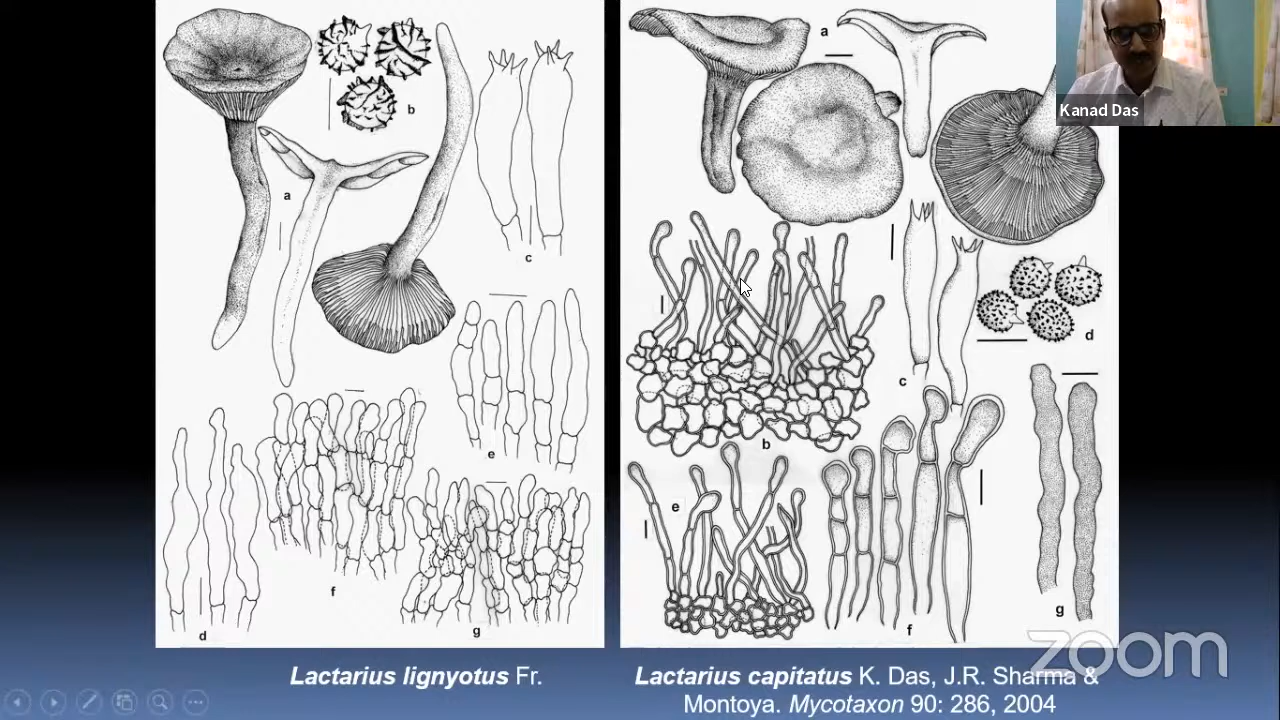 a
b
c
d
e
f
g
a
b
c
d
e
f
g
Kanad Das
zoom
Lactarius lignyotus Fr.
Lactarius capitatus K. Das, J.R. Sharma &
Montoya. Mycotaxon 90: 286, 2004